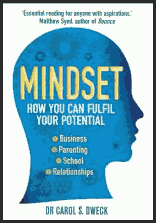 "Essential reading for anyone with aspirations."
Matthew Syed, author of Bounce
MINDSET
HOW YOU CAN FULFIL
YOUR POTENTIAL
Business
Parenting
School
Relationships
DR CAROL S. DWECK